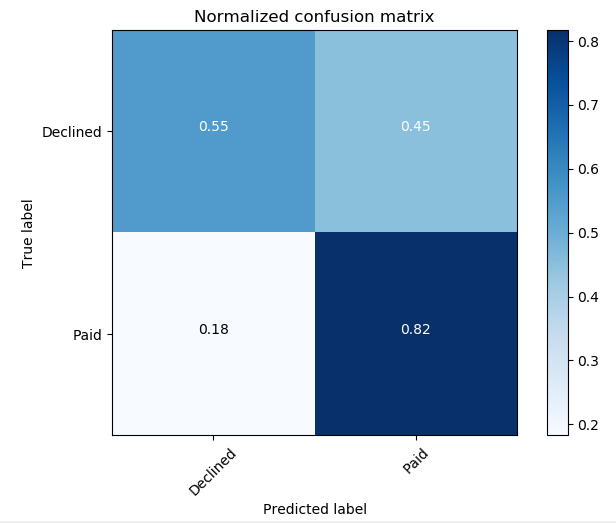 Normalized confusion matrix
True label
Declined
0.55
0.45
Paid
0.18
0.82
Declined
Paid
Predicted label
0.8
0.7
0.6
0.5
0.4
0.3
0.2